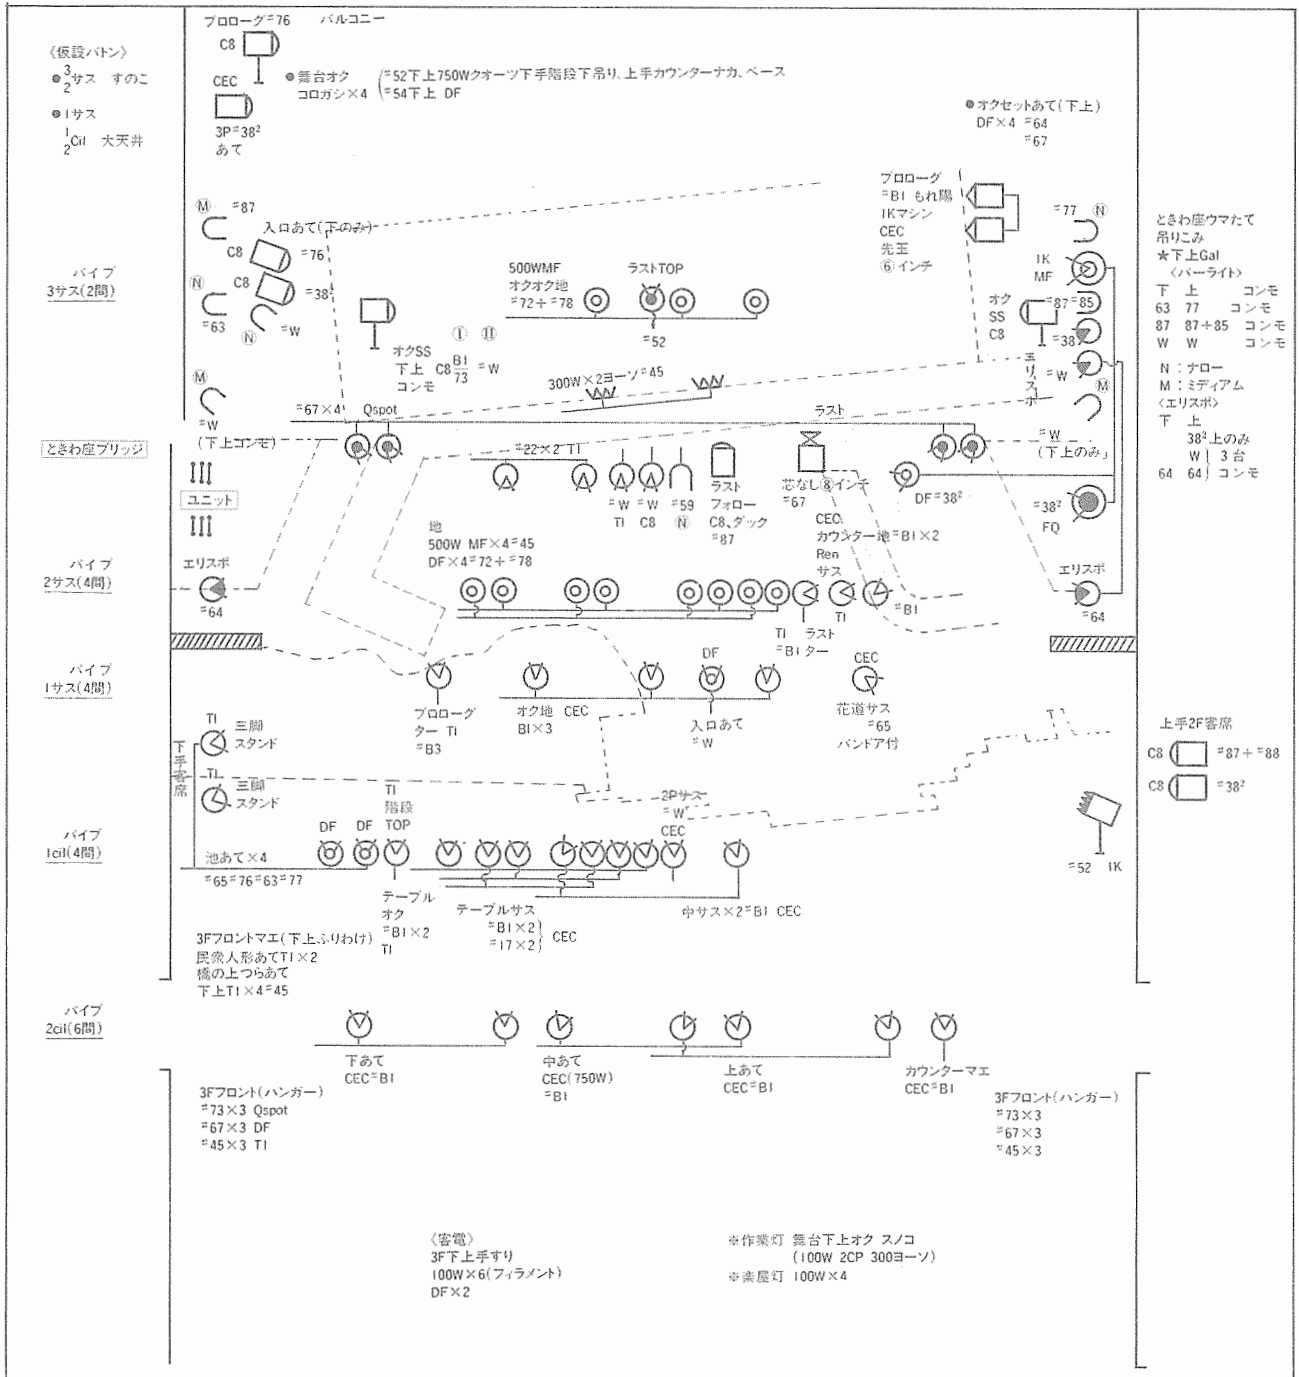 プロローグ#76 バルコニー
C8
CEC
3P#38²
あて
《仮設バトン》
●3サス すのこ
2
●1サス
1Cil 大天井
2
●舞台オク
コロガシ×4
#52下上750Wクオーツ下手階段下吊り、上手カウンターナカ、ベース
#54下上 DF
●オクセットあて(下上)
DF×4 #64
#67
プロローグ
#B1 もれ陽
1Kマシン
CEC
先玉
⑥インチ
Ⓜ #87
入口あて(下のみ)
C8 #76
C8 #38²
Ⓝ
#63
Ⓝ #W
パイプ
3サス(2間)
オクSS
下上 C8 B1/73 #W
コンモ
Ⅰ Ⅱ
500WMF
オクオク地
#72+#78
ラストTOP
#52
300W×2ヨーソ#45
#77 Ⓝ
1K
MF
オク
SS
C8
#87#85
#38²
エリスポ
#W
Ⓜ
ときわ座ウマたて
吊りこみ
★下上Gal
〈パーライト〉
下 上 コンモ
63 77 コンモ
87 87+85 コンモ
W W コンモ
N:ナロー
M:ミディアム
〈エリスポ〉
下 上
38²上のみ
W } 3台
64 64 } コンモ
Ⓜ
#W
(下上コンモ)
#67×4 Qspot
ラスト
#W
(下上のみ)
ときわ座ブリッジ
ユニット
#22×2 T1
#W
T1
#W
C8
#59
Ⓝ
ラスト
フォロー
C8、ダック
#87
芯なし⑧インチ
#67
DF#38²
#38²
FQ
CEC
カウンター地#B1×2
Ren
サス
地
500W MF×4#45
DF×4#72+#78
パイプ
2サス(4間)
エリスポ
#64
T1 ラスト
#B1ター
T1
#B1
エリスポ
#64
パイプ
1サス(4間)
プロローグ
ター T1
#B3
オク地 CEC
B1×3
DF
入口あて
#W
CEC
花道サス
#65
バンドア付
下手客席
T1 三脚
スタンド
T1 三脚
スタンド
上手2F客席
C8 #87+#88
C8 #38²
パイプ
1cil(4間)
池あて×4
#65#76#63#77
DF DF
T1
階段
TOP
2Pサス
#W
CEC
#52 1K
テーブル
オク
#B1×2
T1
テーブルサス
#B1×2
#17×2 } CEC
中サス×2#B1 CEC
3Fフロントマエ(下上ふりわけ)
民衆人形あてT1×2
橋の上つらあて
下上T1×4#45
パイプ
2cil(6間)
下あて
CEC#B1
中あて
CEC(750W)
#B1
上あて
CEC#B1
カウンターマエ
CEC#B1
3Fフロント(ハンガー)
#73×3 Qspot
#67×3 DF
#45×3 T1
3Fフロント(ハンガー)
#73×3
#67×3
#45×3
《客電》
3F下上手すり
100W×6(フィラメント)
DF×2
※作業灯 舞台下上オク スノコ
(100W 2CP 300ヨーソ)
※楽屋灯 100W×4